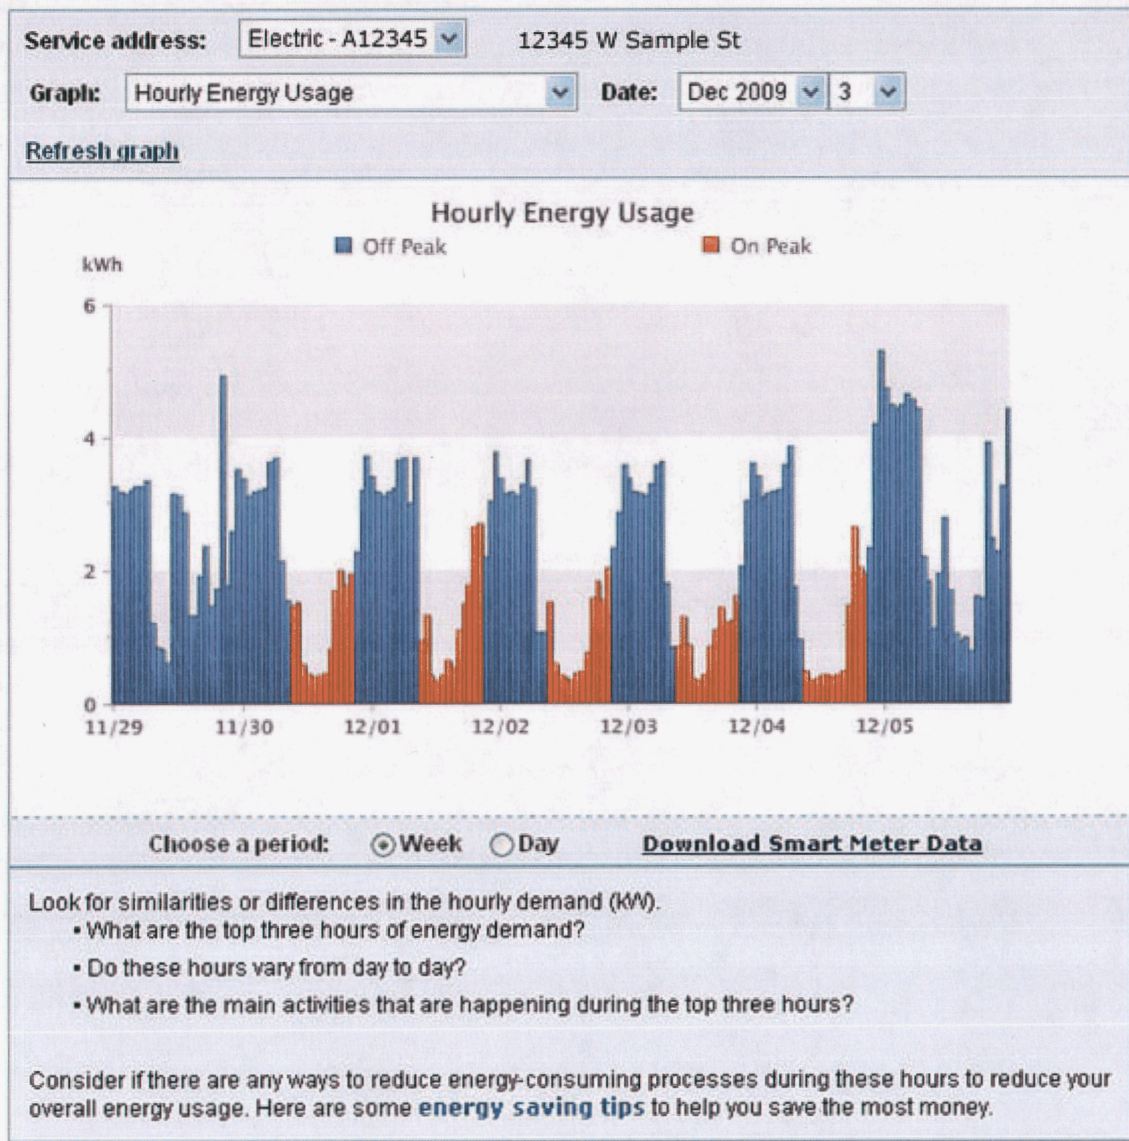 Service address: Electric - A12345 12345 W Sample St
Graph: Hourly Energy Usage Date: Dec 2009 3
Refresh graph
Hourly Energy Usage
Off Peak On Peak
kWh
6
4
2
0
11/29 11/30 12/01 12/02 12/03 12/04 12/05
Choose a period: Week Day Download Smart Meter Data
Look for similarities or differences in the hourly demand (kW).
• What are the top three hours of energy demand?
• Do these hours vary from day to day?
• What are the main activities that are happening during the top three hours?
Consider if there are any ways to reduce energy-consuming processes during these hours to reduce your
overall energy usage. Here are some energy saving tips to help you save the most money.